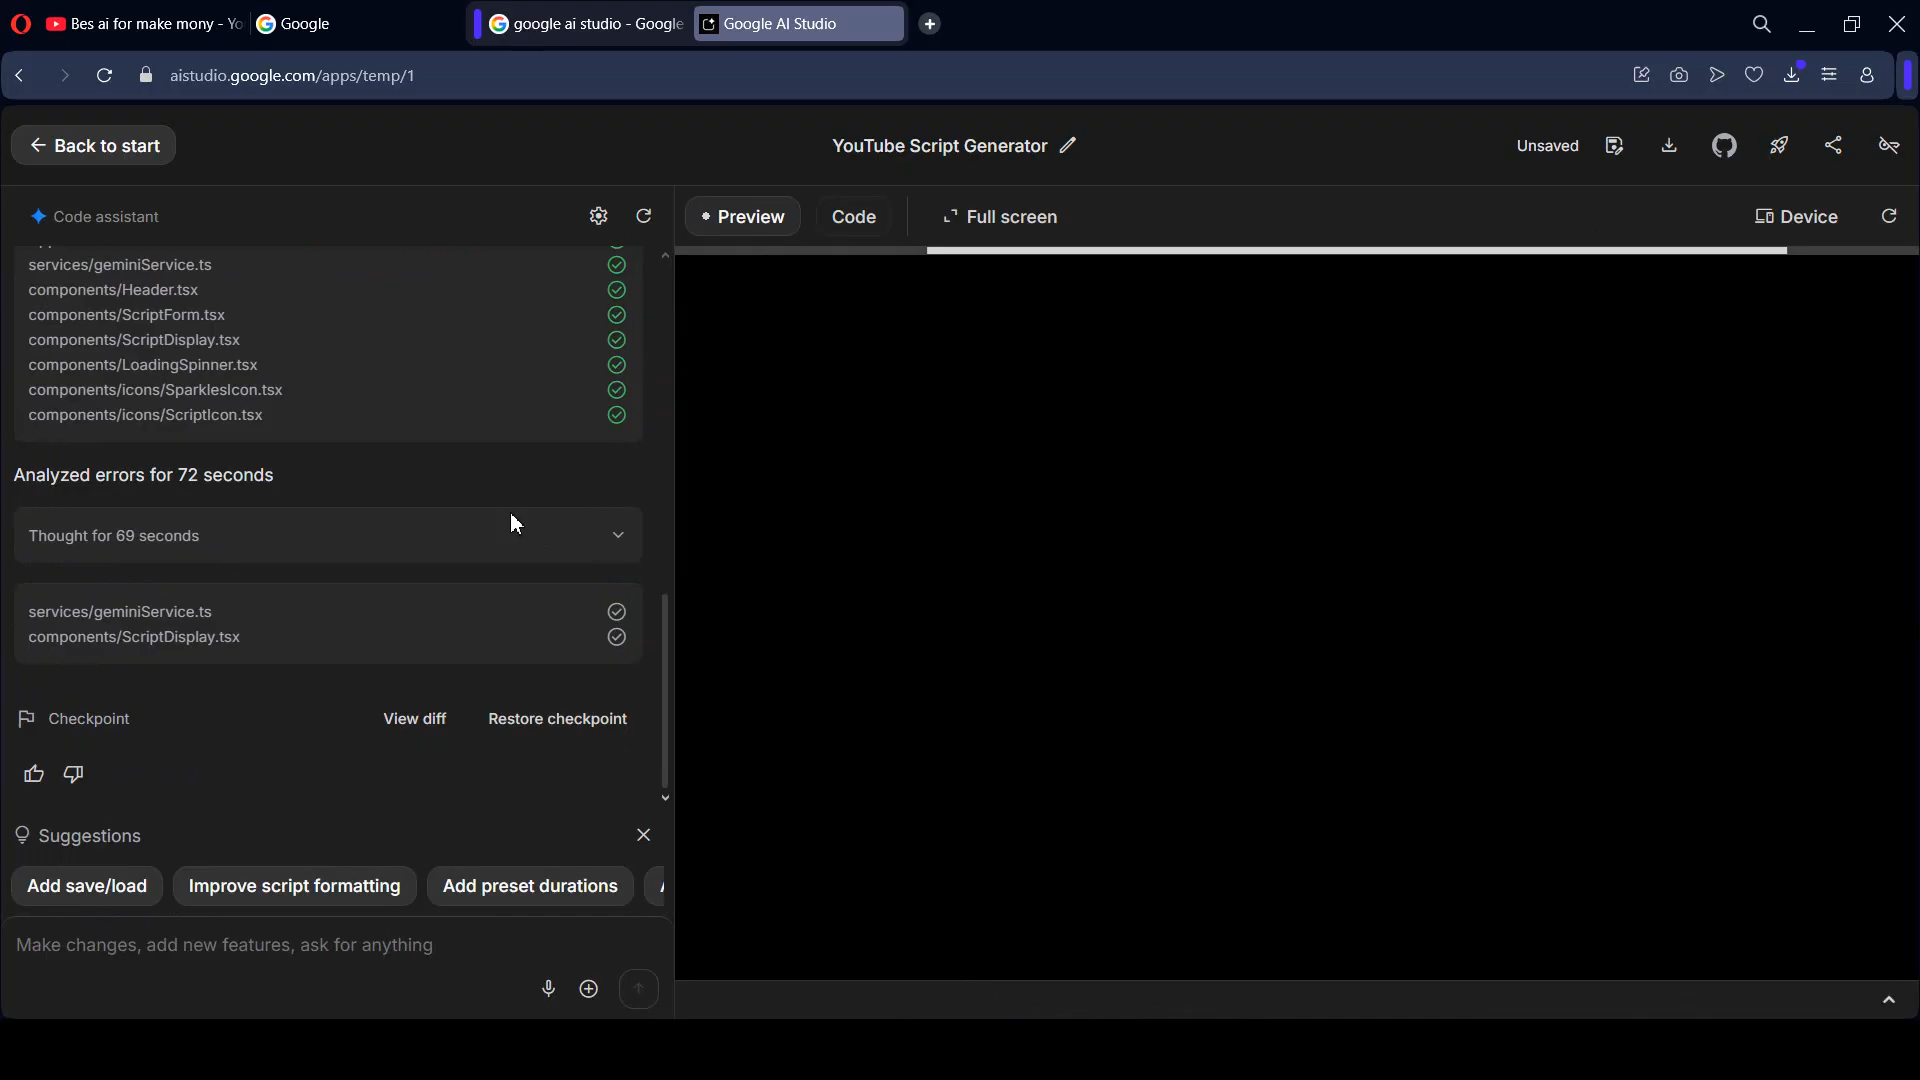 Bes ai for make mony - Yo
Google
google ai studio - Google
Google AI Studio
aistudio.google.com/apps/temp/1
Back to start
YouTube Script Generator
Unsaved
Code assistant
Preview
Code
Full screen
Device
services/geminiService.ts
components/Header.tsx
components/ScriptForm.tsx
components/ScriptDisplay.tsx
components/LoadingSpinner.tsx
components/icons/SparklesIcon.tsx
components/icons/ScriptIcon.tsx
Analyzed errors for 72 seconds
Thought for 69 seconds
services/geminiService.ts
components/ScriptDisplay.tsx
Checkpoint
View diff
Restore checkpoint
Suggestions
Add save/load
Improve script formatting
Add preset durations
Make changes, add new features, ask for anything